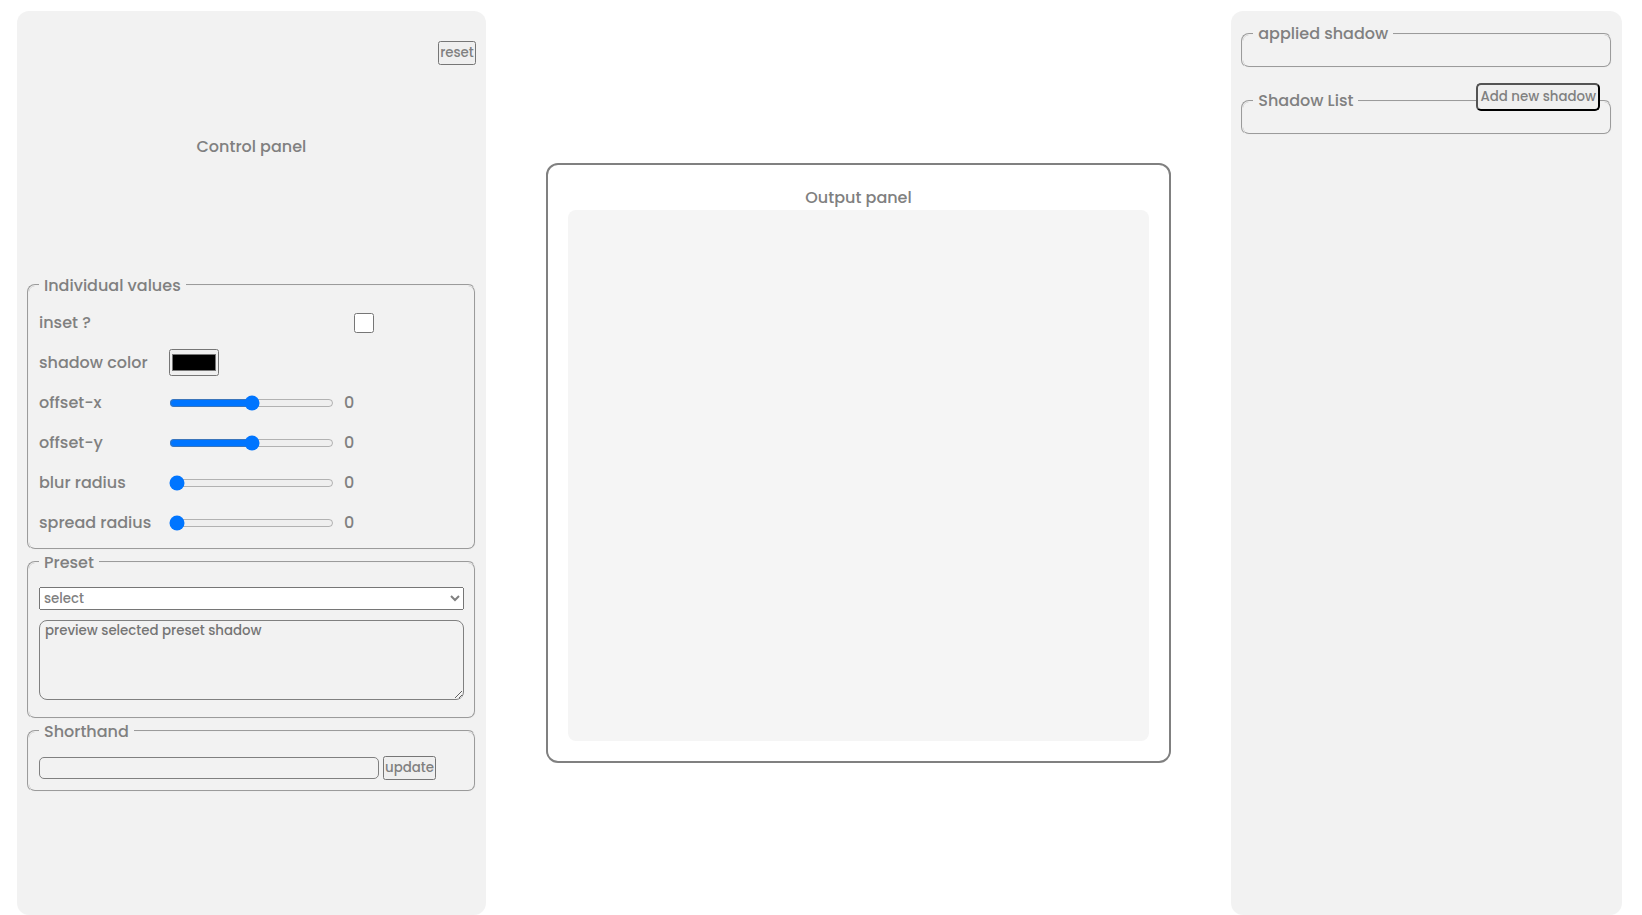 reset
Control panel
Individual values
inset ?
shadow color
offset-x 0
offset-y 0
blur radius 0
spread radius 0
Preset
select
preview selected preset shadow
Shorthand
update
Output panel
applied shadow
Shadow List
Add new shadow